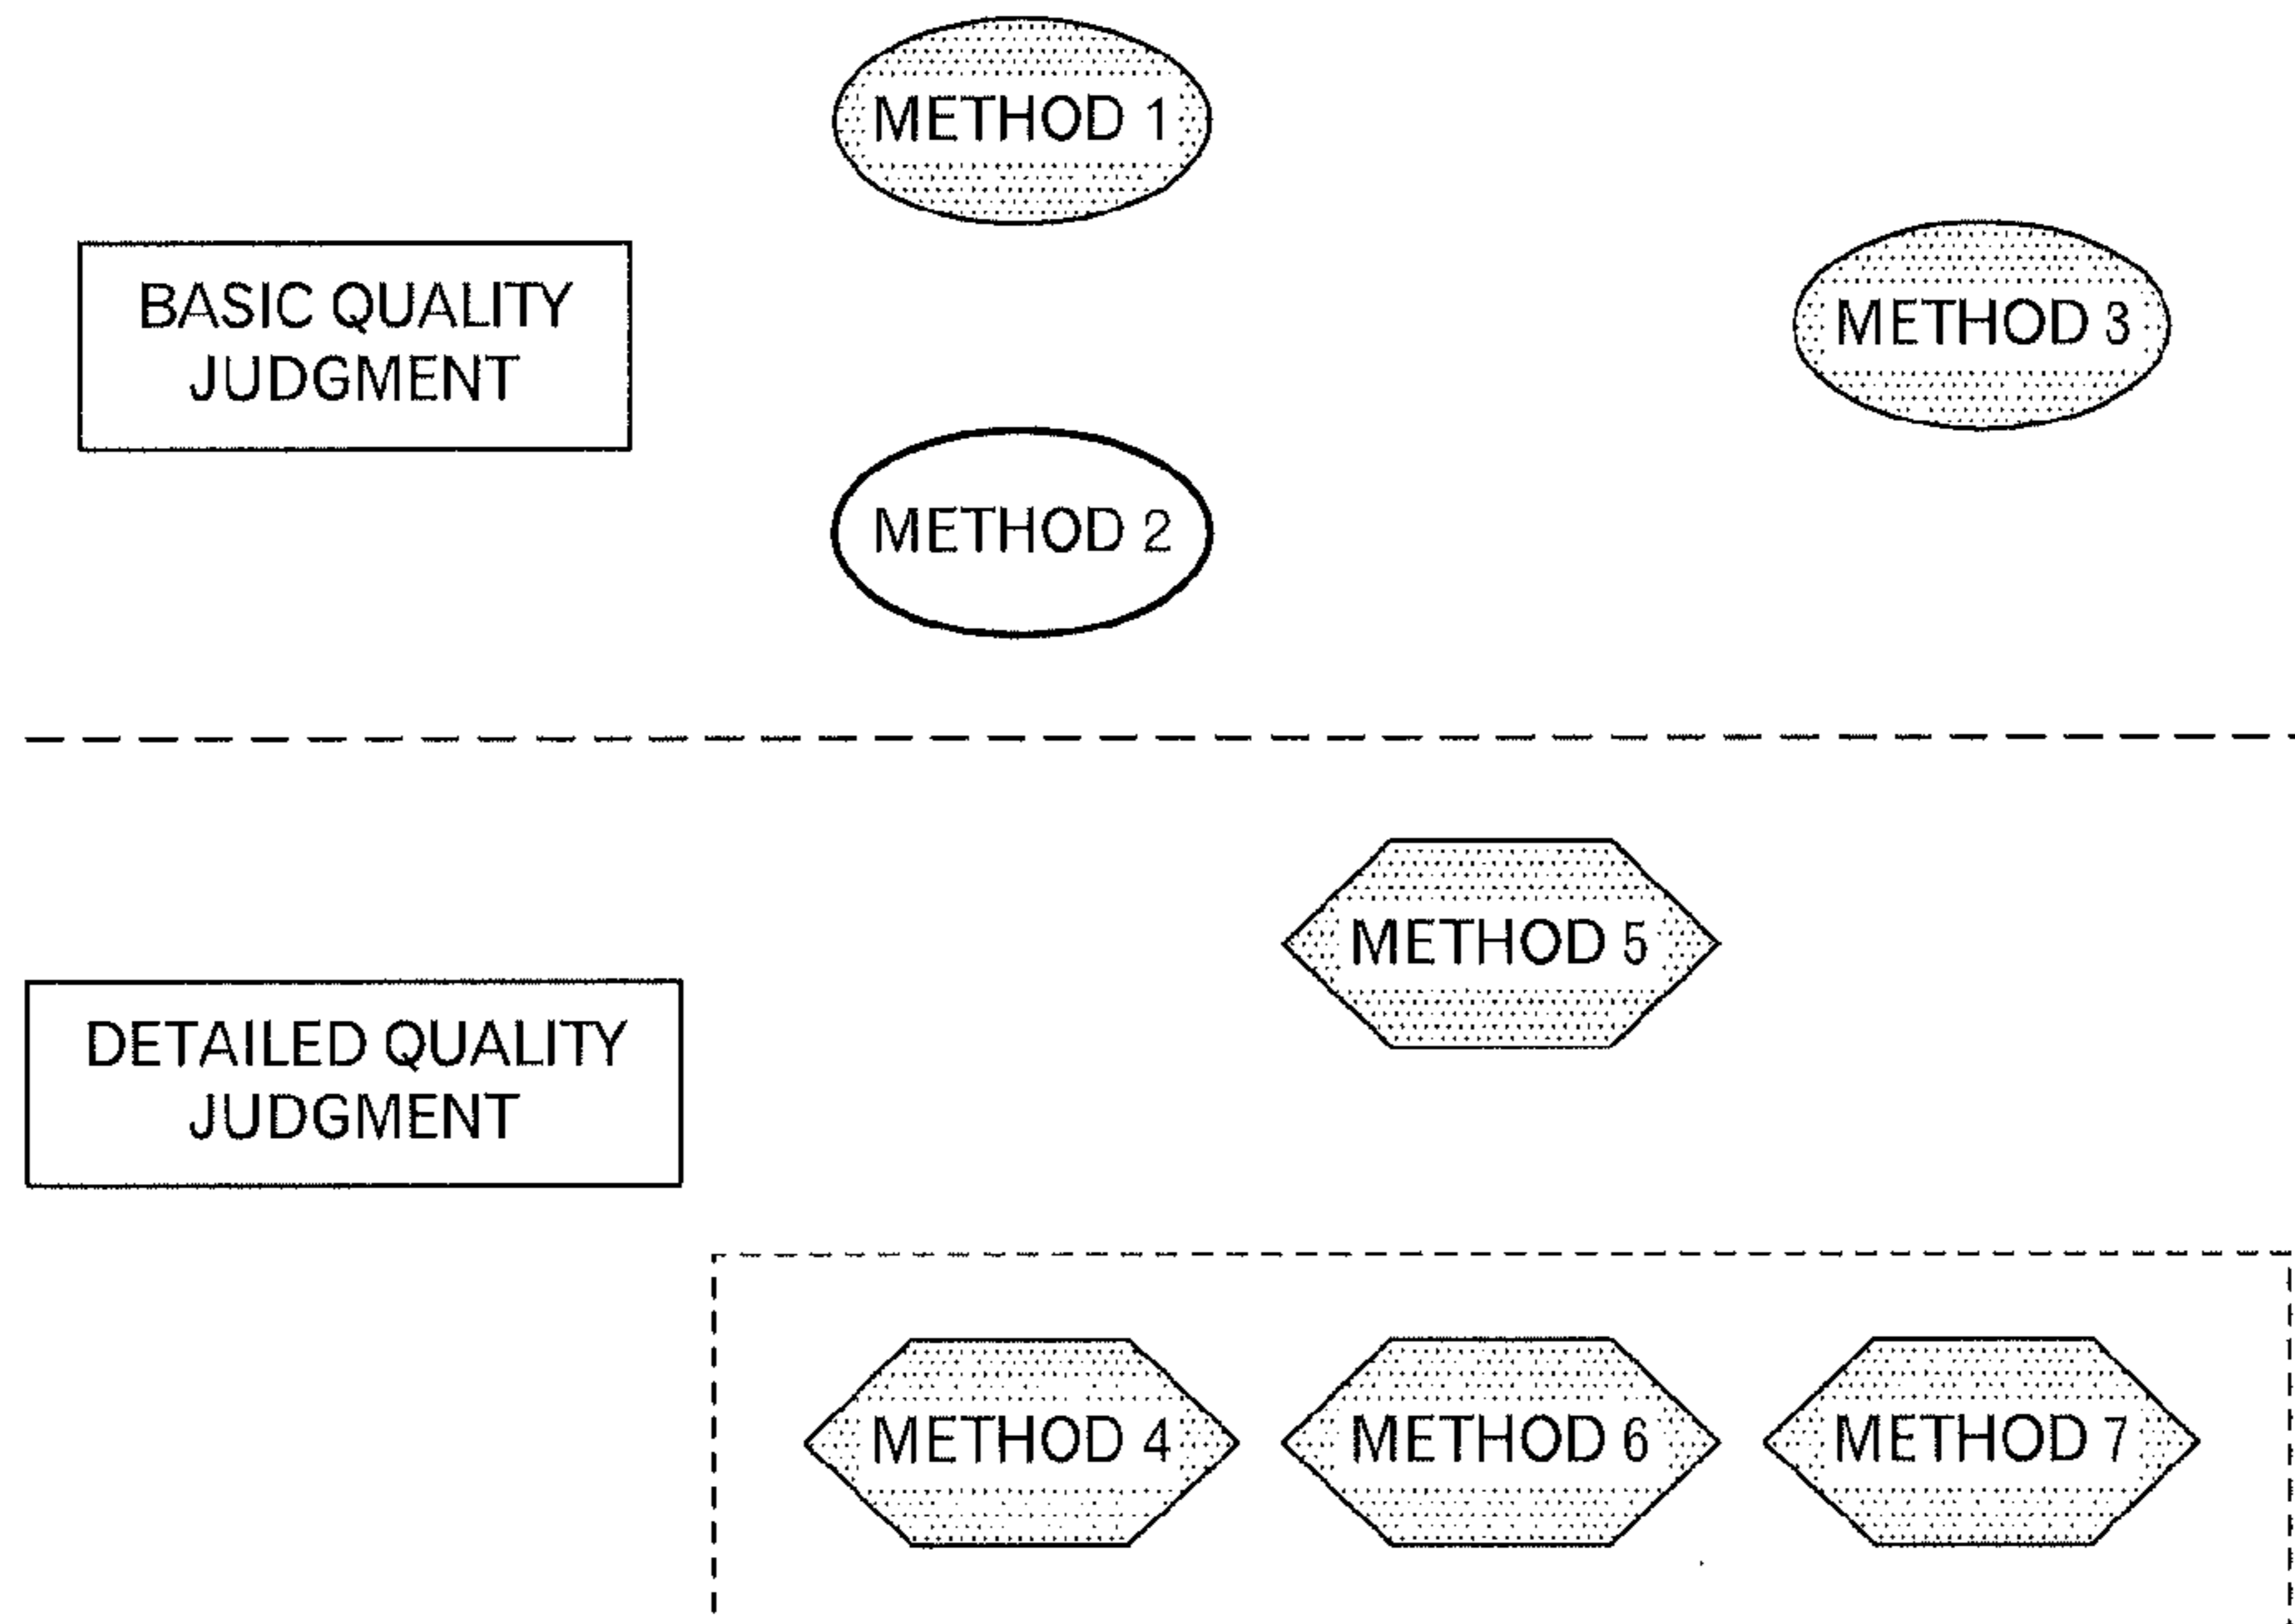 METHOD 1
BASIC QUALITY
JUDGMENT
METHOD 3
METHOD 2
METHOD 5
DETAILED QUALITY
JUDGMENT
METHOD 4
METHOD 6
METHOD 7